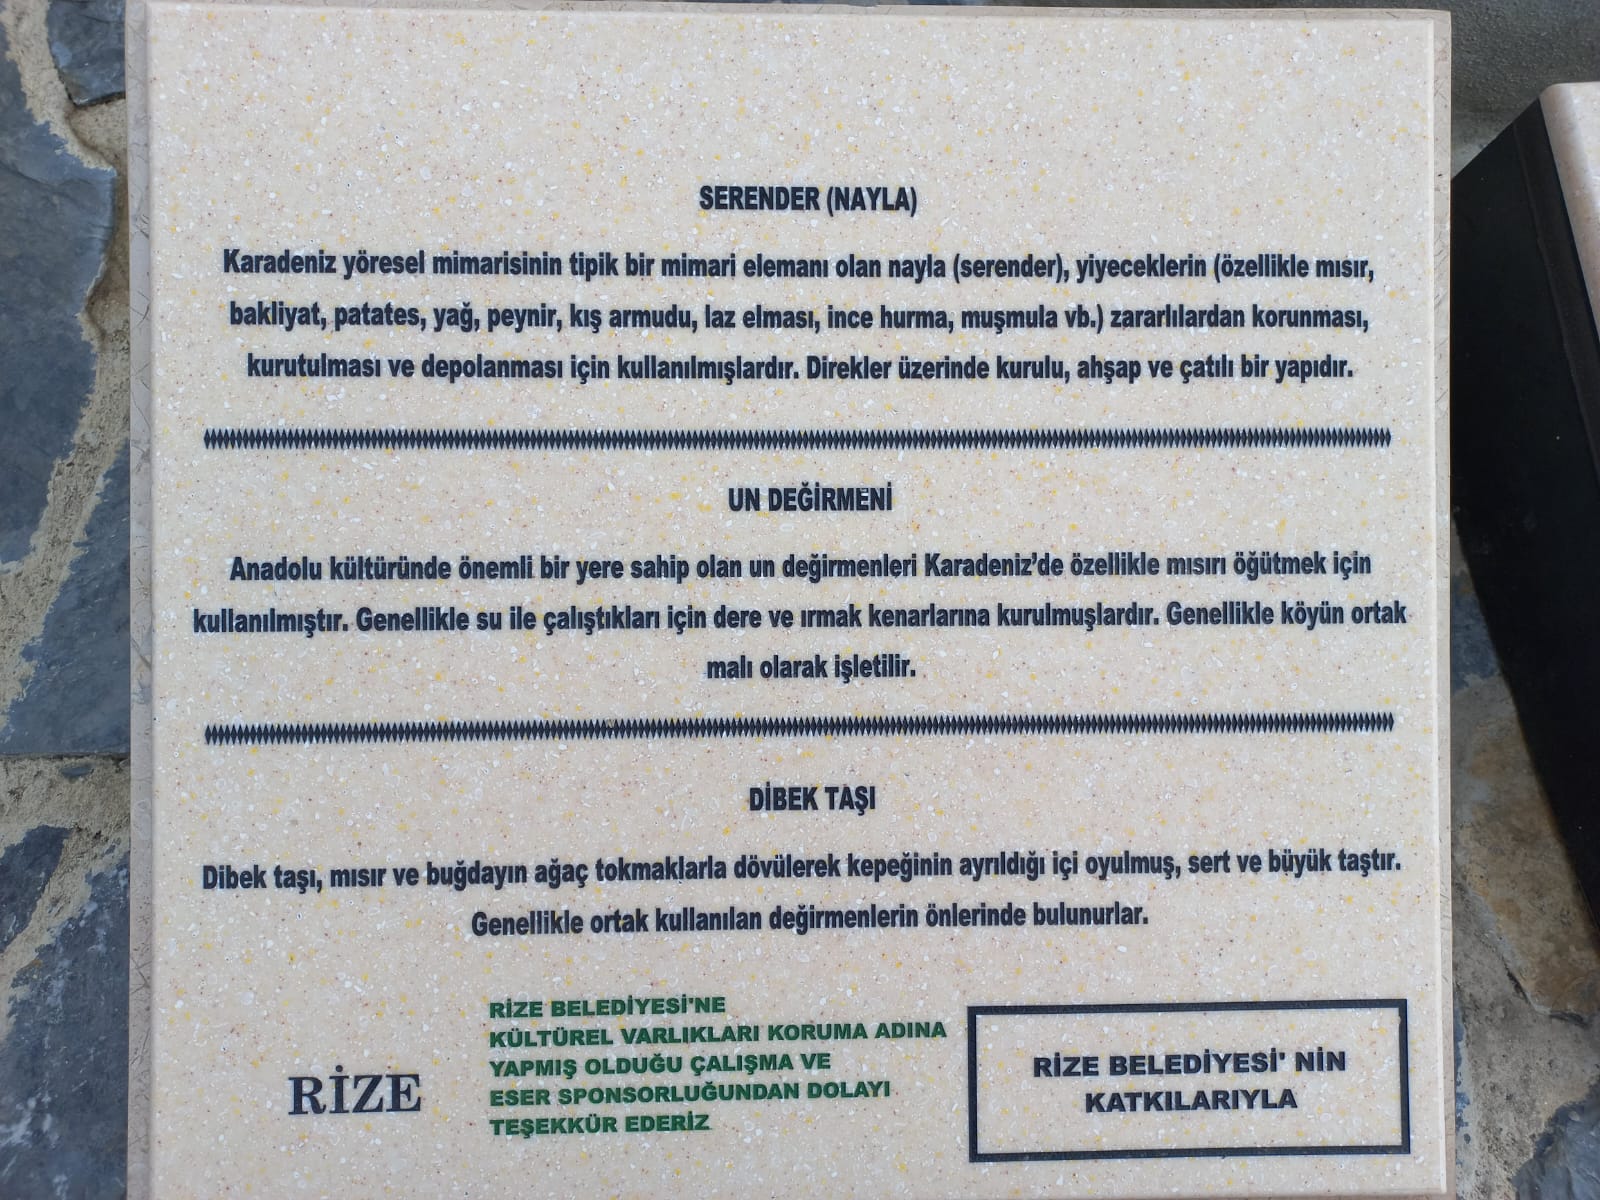 SERENDER (NAYLA)
Karadeniz yöresel mimarisinin tipik bir mimari elemanı olan nayla (serender), yiyeceklerin (özellikle mısır,
bakliyat, patates, yağ, peynir, kış armudu, laz elması, ince hurma, muşmula vb.) zararlılardan korunması,
kurutulması ve depolanması için kullanılmışlardır. Direkler üzerinde kurulu, ahşap ve çatılı bir yapıdır.
UN DEĞİRMENİ
Anadolu kültüründe önemli bir yere sahip olan un değirmenleri Karadeniz’de özellikle mısırı öğütmek için
kullanılmıştır. Genellikle su ile çalıştıkları için dere ve ırmak kenarlarına kurulmuşlardır. Genellikle köyün ortak
malı olarak işletilir.
DİBEK TAŞI
Dibek taşı, mısır ve buğdayın ağaç tokmaklarla dövülerek kepeğinin ayrıldığı içi oyulmuş, sert ve büyük taştır.
Genellikle ortak kullanılan değirmenlerin önlerinde bulunurlar.
RİZE
RİZE BELEDİYESİ'NE
KÜLTÜREL VARLIKLARI KORUMA ADINA
YAPMIŞ OLDUĞU ÇALIŞMA VE
ESER SPONSORLUĞUNDAN DOLAYI
TEŞEKKÜR EDERİZ
RİZE BELEDİYESİ' NİN
KATKILARIYLA